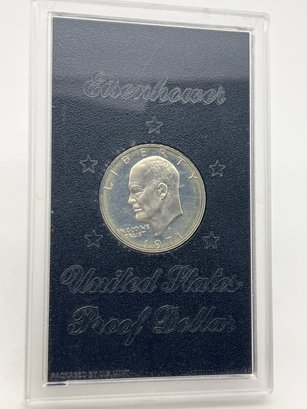 Eisenhower
LIBERTY
IN GOD WE
TRUST
1971
United States
Proof Dollar
PACKAGED BY U.S. MINT